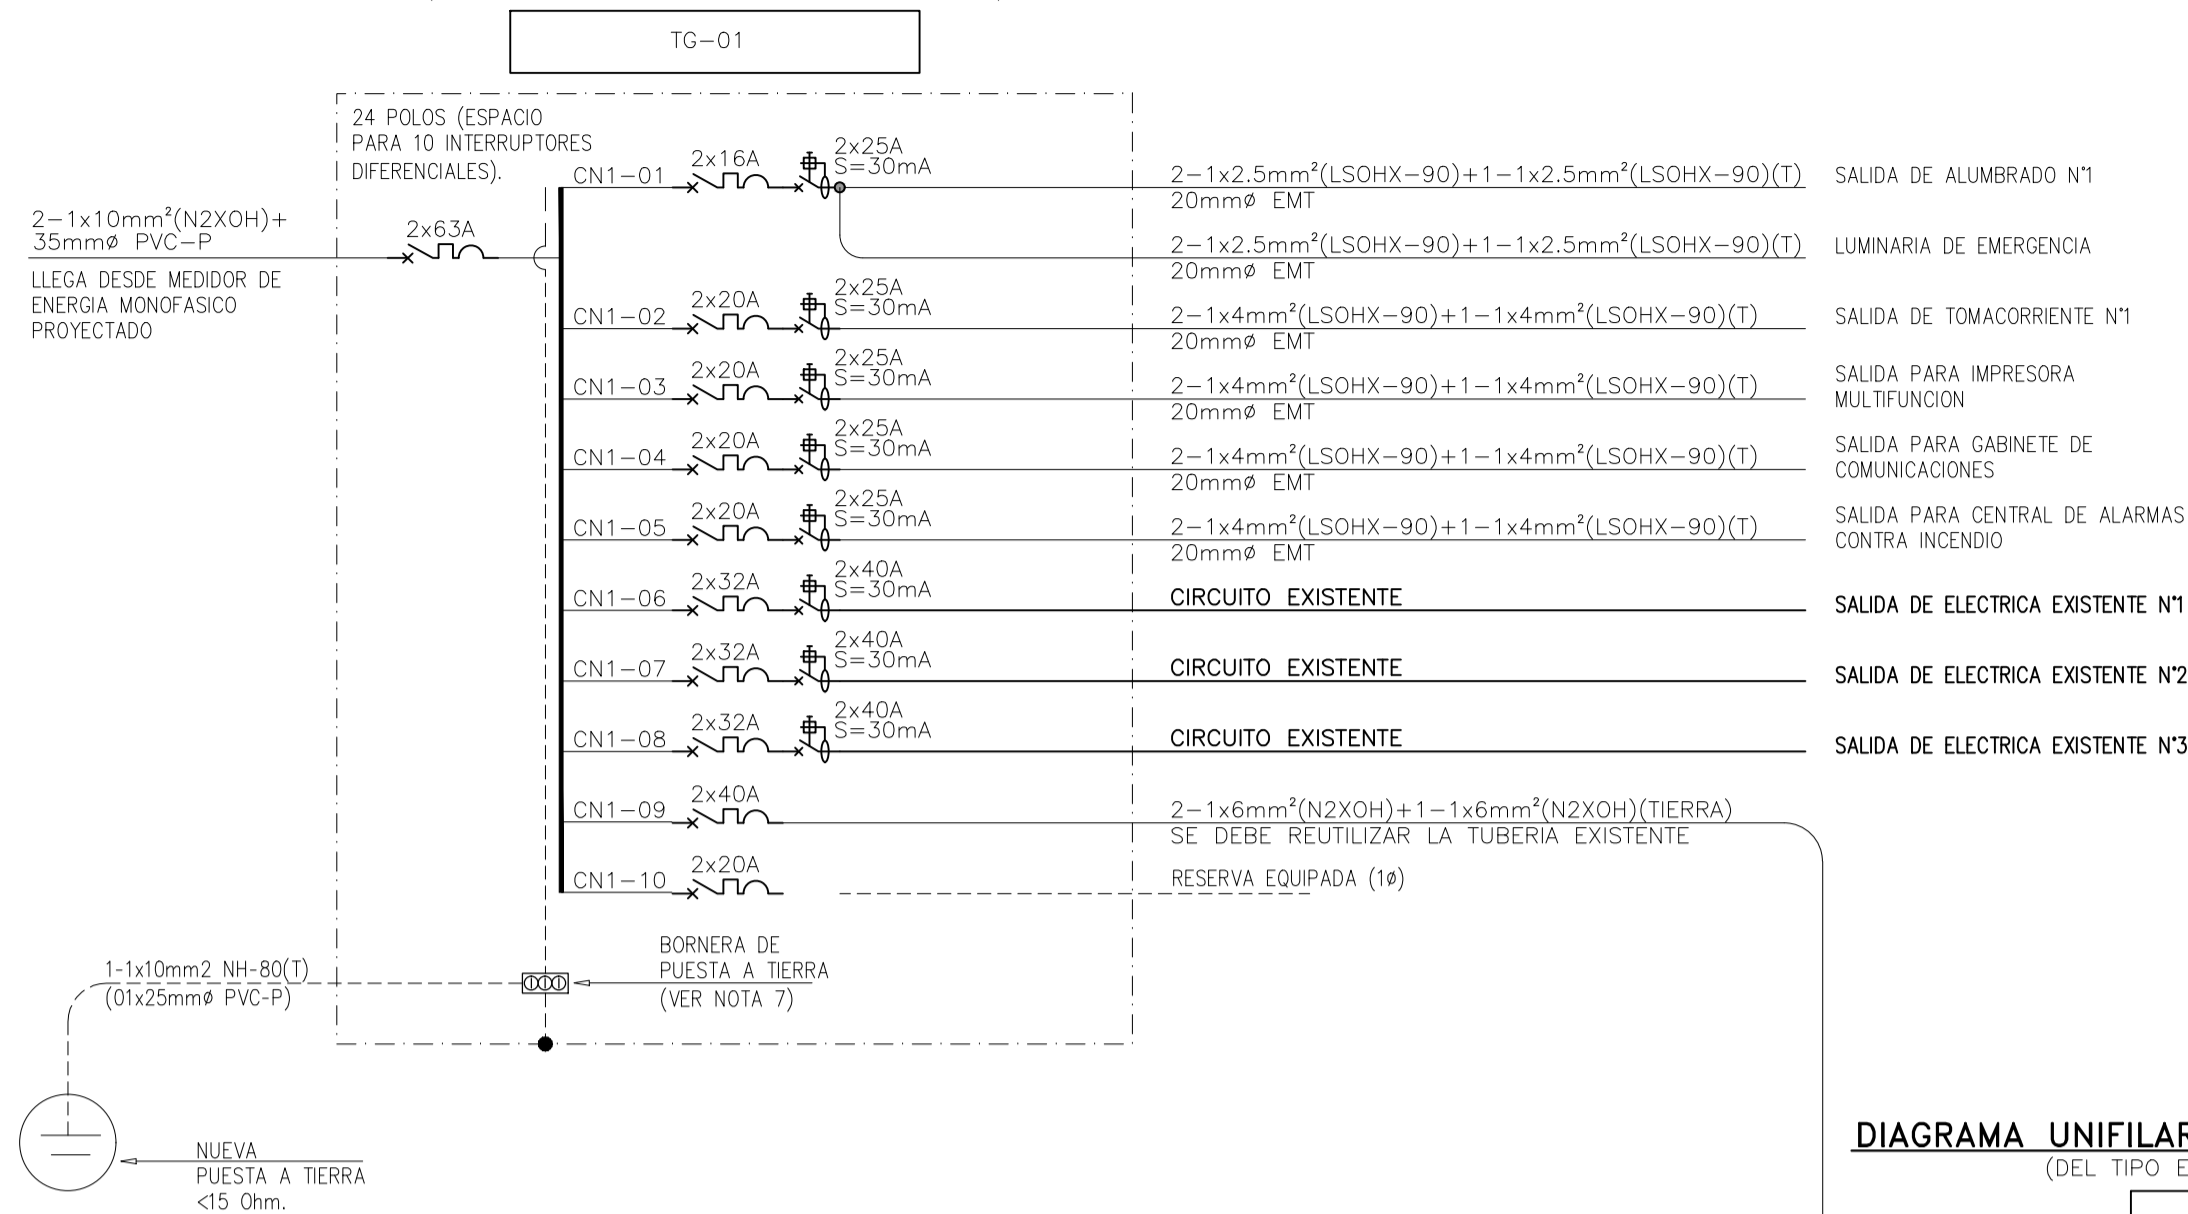 TG-01
24 POLOS (ESPACIO
PARA 10 INTERRUPTORES
DIFERENCIALES).
2-1x10mm²(N2XOH)+
35mmø PVC-P
LLEGA DESDE MEDIDOR DE
ENERGIA MONOFASICO
PROYECTADO
2x63A
CN1-01
2x16A
2x25A
S=30mA
2-1x2.5mm²(LSOHX-90)+1-1x2.5mm²(LSOHX-90)(T)
20mmø EMT
SALIDA DE ALUMBRADO N°1
2-1x2.5mm²(LSOHX-90)+1-1x2.5mm²(LSOHX-90)(T)
20mmø EMT
LUMINARIA DE EMERGENCIA
CN1-02
2x20A
2x25A
S=30mA
2-1x4mm²(LSOHX-90)+1-1x4mm²(LSOHX-90)(T)
20mmø EMT
SALIDA DE TOMACORRIENTE N°1
CN1-03
2x20A
2x25A
S=30mA
2-1x4mm²(LSOHX-90)+1-1x4mm²(LSOHX-90)(T)
20mmø EMT
SALIDA PARA IMPRESORA
MULTIFUNCION
CN1-04
2x20A
2x25A
S=30mA
2-1x4mm²(LSOHX-90)+1-1x4mm²(LSOHX-90)(T)
20mmø EMT
SALIDA PARA GABINETE DE
COMUNICACIONES
CN1-05
2x20A
2x25A
S=30mA
2-1x4mm²(LSOHX-90)+1-1x4mm²(LSOHX-90)(T)
20mmø EMT
SALIDA PARA CENTRAL DE ALARMAS
CONTRA INCENDIO
CN1-06
2x32A
2x40A
S=30mA
CIRCUITO EXISTENTE
SALIDA DE ELECTRICA EXISTENTE N°1
CN1-07
2x32A
2x40A
S=30mA
CIRCUITO EXISTENTE
SALIDA DE ELECTRICA EXISTENTE N°2
CN1-08
2x32A
2x40A
S=30mA
CIRCUITO EXISTENTE
SALIDA DE ELECTRICA EXISTENTE N°3
CN1-09
2x40A
2-1x6mm²(N2XOH)+1-1x6mm²(N2XOH)(TIERRA)
SE DEBE REUTILIZAR LA TUBERIA EXISTENTE
CN1-10
2x20A
RESERVA EQUIPADA (1ø)
BORNERA DE
PUESTA A TIERRA
(VER NOTA 7)
1-1x10mm2 NH-80(T)
(01x25mmø PVC-P)
NUEVA
PUESTA A TIERRA
<15 Ohm.
DIAGRAMA UNIFILAR
(DEL TIPO E